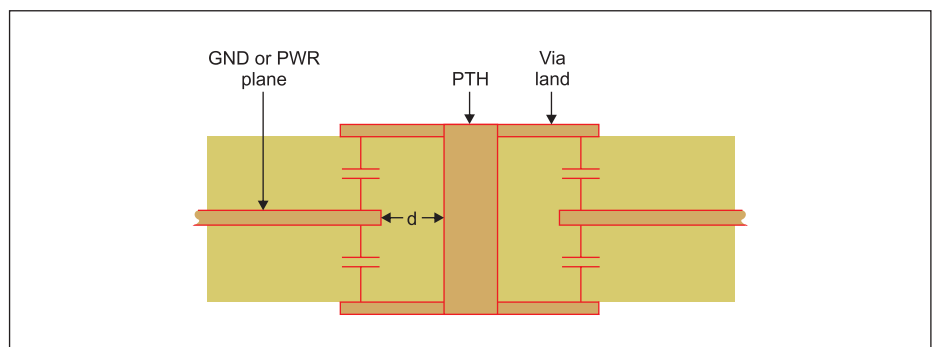 GND or PWR
plane
PTH
Via
land
d